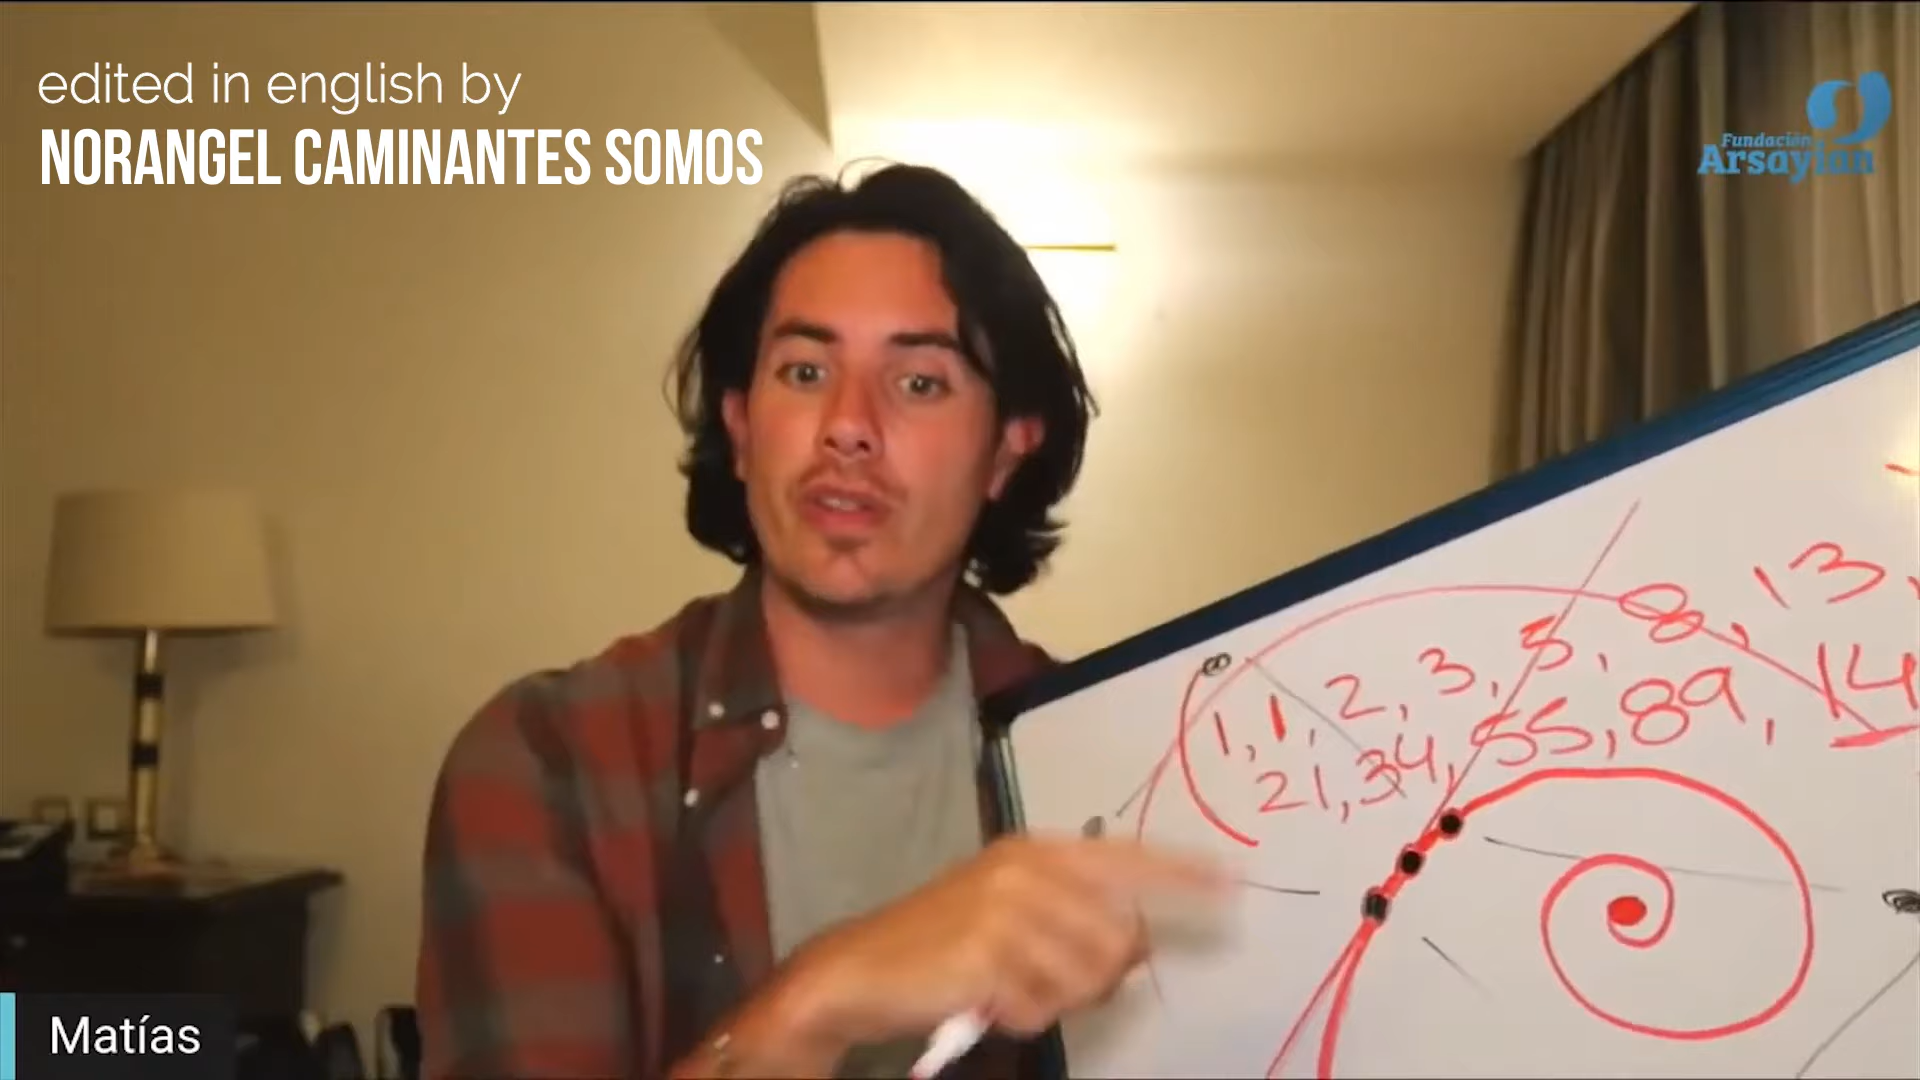 edited in english by
NORANGEL CAMINANTES SOMOS
Fundación
Arsayian
1, 1, 2, 3, 5, 8, 13,
21, 34, 55, 89, 14
Matías